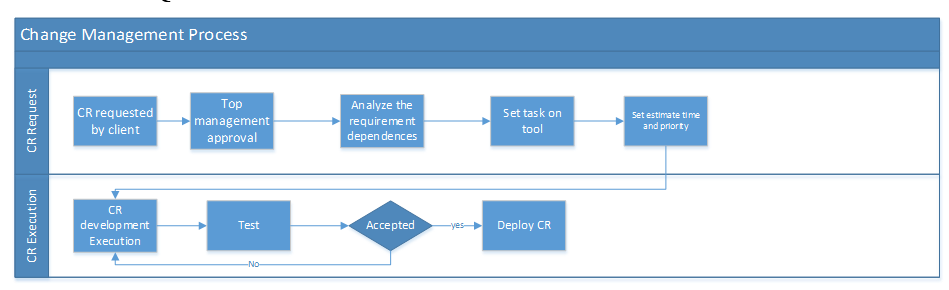 Change Management Process
CR Request
CR requested
by client
Top
management
approval
Analyze the
requirement
dependences
Set task on
tool
Set estimate time
and priority
CR Execution
CR
development
Execution
Test
Accepted
yes
Deploy CR
No